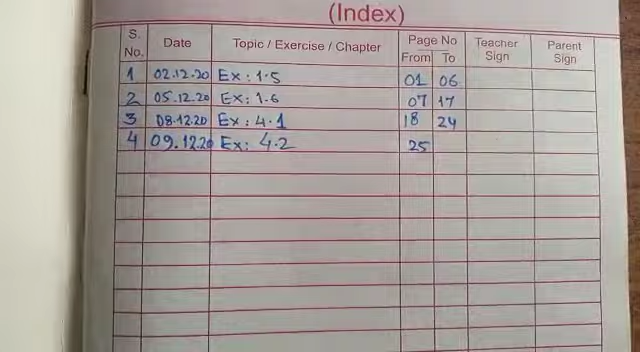 (Index)
S. No. Date Topic / Exercise / Chapter Page No From To Teacher Sign Parent Sign
1 02.12.20 Ex : 1.5 01 06
2 05.12.20 Ex : 1.6 07 17
3 08.12.20 Ex : 4.1 18 24
4 09.12.20 Ex : 4.2 25